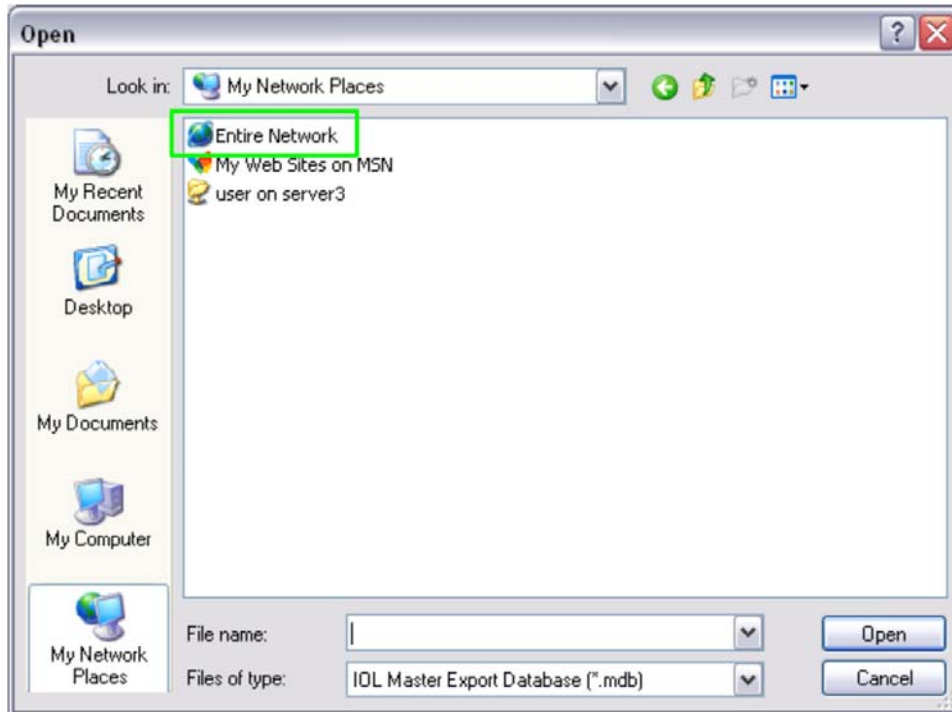 Open
Look in:
My Network Places
Entire Network
My Web Sites on MSN
user on server3
My Recent
Documents
Desktop
My Documents
My Computer
My Network
Places
File name:
Open
Files of type:
IOL Master Export Database (*.mdb)
Cancel